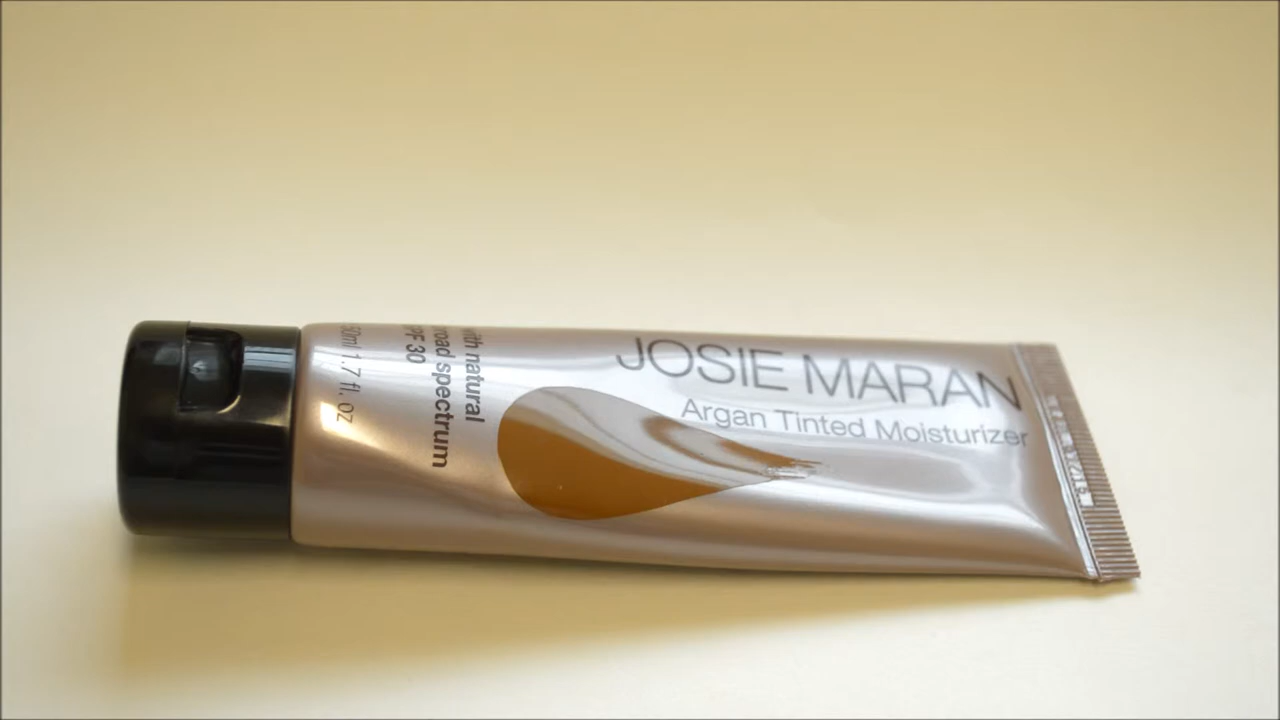 JOSIE MARAN
Argan Tinted Moisturizer
with natural
broad spectrum
SPF 30
50ml 1.7 fl. oz